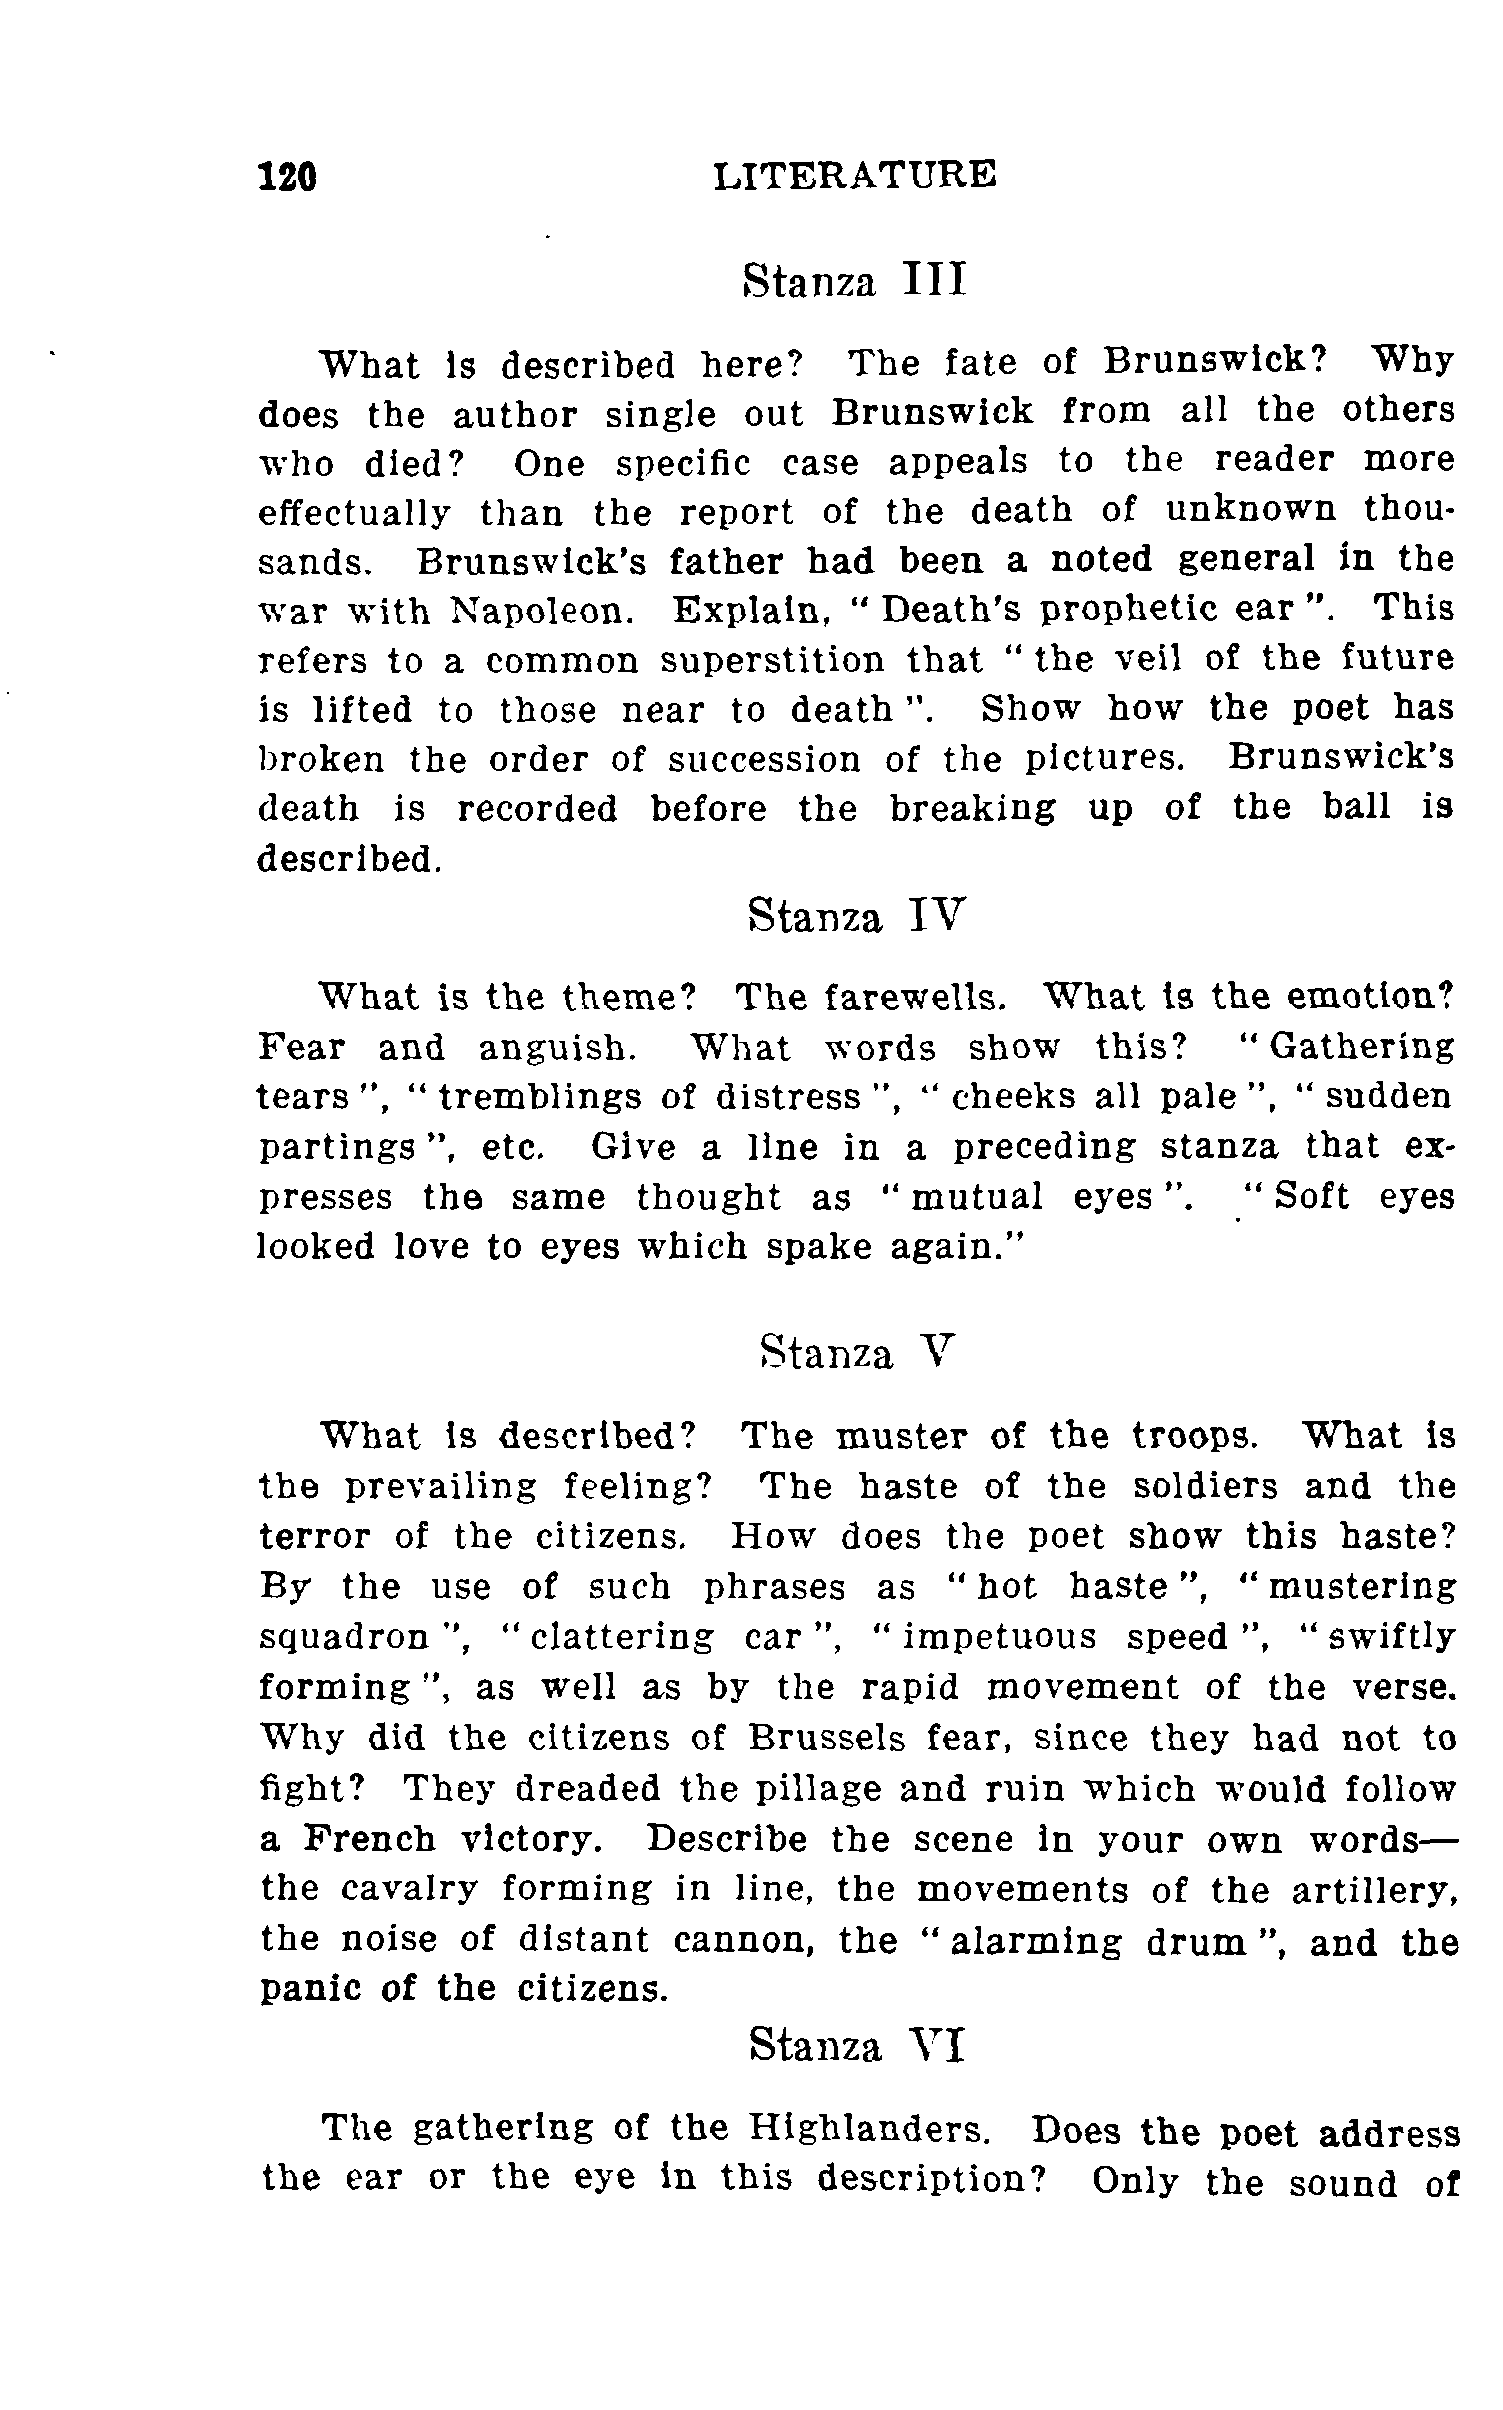 120 LITERATURE
Stanza III
What is described here? The fate of Brunswick? Why
does the author single out Brunswick from all the others
who died? One specific case appeals to the reader more
effectually than the report of the death of unknown thou-
sands. Brunswick's father had been a noted general in the
war with Napoleon. Explain, " Death's prophetic ear ". This
refers to a common superstition that " the veil of the future
is lifted to those near to death ". Show how the poet has
broken the order of succession of the pictures. Brunswick's
death is recorded before the breaking up of the ball is
described.
Stanza IV
What is the theme? The farewells. What is the emotion?
Fear and anguish. What words show this? " Gathering
tears ", " tremblings of distress ", " cheeks all pale ", " sudden
partings ", etc. Give a line in a preceding stanza that ex-
presses the same thought as " mutual eyes ". " Soft eyes
looked love to eyes which spake again."
Stanza V
What is described? The muster of the troops. What is
the prevailing feeling? The haste of the soldiers and the
terror of the citizens. How does the poet show this haste?
By the use of such phrases as " hot haste ", " mustering
squadron ", " clattering car ", " impetuous speed ", " swiftly
forming ", as well as by the rapid movement of the verse.
Why did the citizens of Brussels fear, since they had not to
fight? They dreaded the pillage and ruin which would follow
a French victory. Describe the scene in your own words—
the cavalry forming in line, the movements of the artillery,
the noise of distant cannon, the " alarming drum ", and the
panic of the citizens.
Stanza VI
The gathering of the Highlanders. Does the poet address
the ear or the eye in this description? Only the sound of